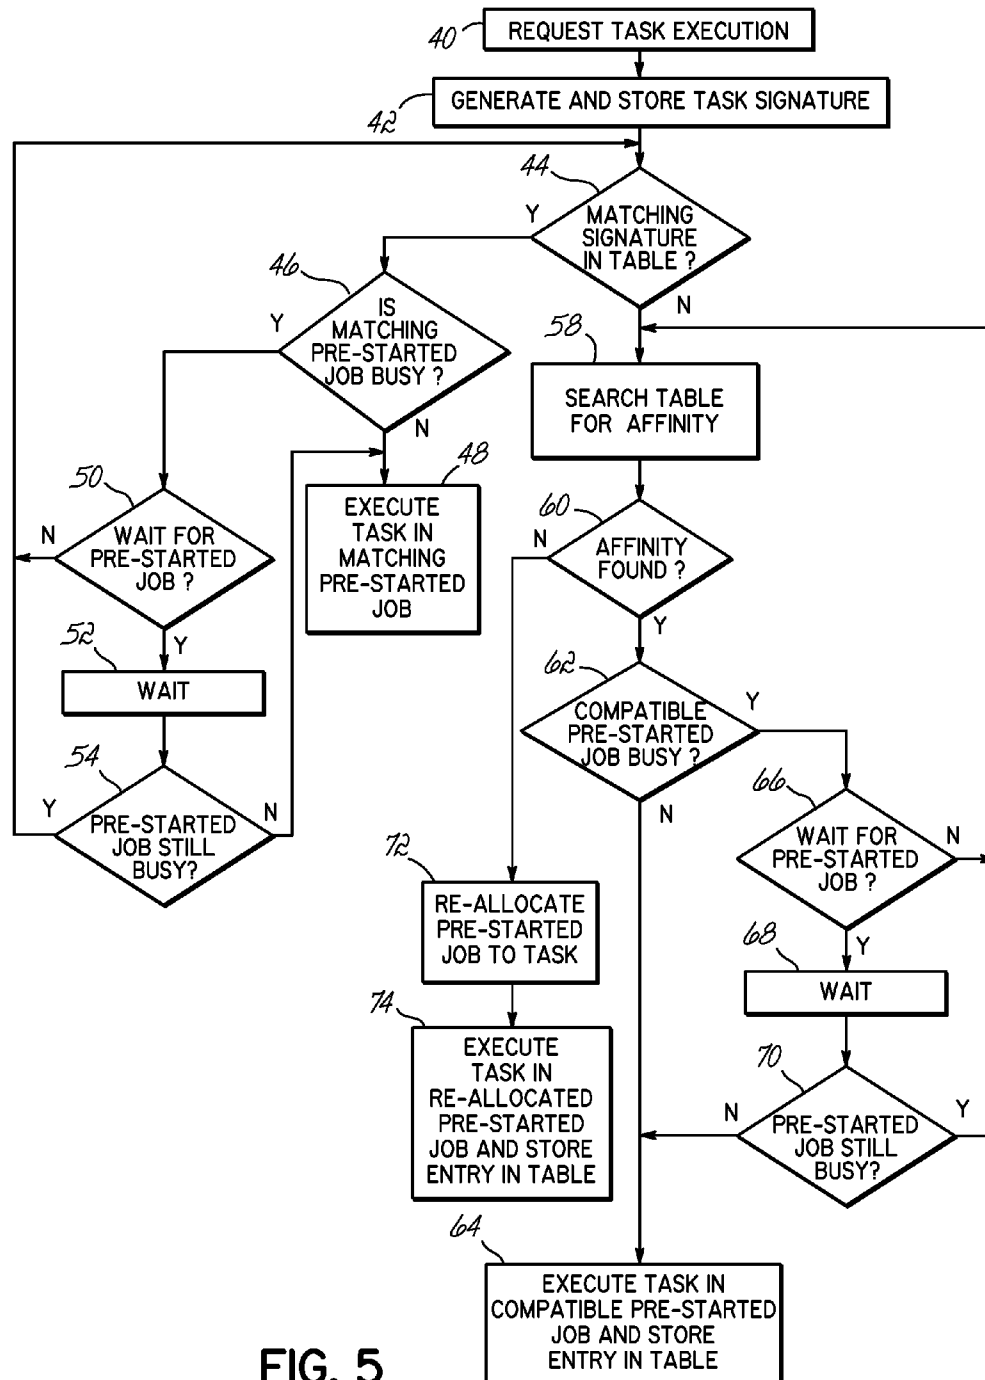 40
REQUEST TASK EXECUTION
42
GENERATE AND STORE TASK SIGNATURE
44
Y
MATCHING
SIGNATURE
IN TABLE ?
N
46
Y
IS
MATCHING
PRE-STARTED
JOB BUSY ?
N
58
SEARCH TABLE
FOR AFFINITY
48
EXECUTE
TASK IN
MATCHING
PRE-STARTED
JOB
50
N
WAIT FOR
PRE-STARTED
JOB ?
Y
52
WAIT
54
Y
PRE-STARTED
JOB STILL
BUSY?
N
60
N
AFFINITY
FOUND ?
Y
62
COMPATIBLE
PRE-STARTED
JOB BUSY ?
Y
N
66
WAIT FOR
PRE-STARTED
JOB ?
N
Y
68
WAIT
70
N
PRE-STARTED
JOB STILL
BUSY?
Y
72
RE-ALLOCATE
PRE-STARTED
JOB TO TASK
74
EXECUTE
TASK IN
RE-ALLOCATED
PRE-STARTED
JOB AND STORE
ENTRY IN TABLE
64
EXECUTE TASK IN
COMPATIBLE PRE-STARTED
JOB AND STORE
ENTRY IN TABLE
FIG. 5